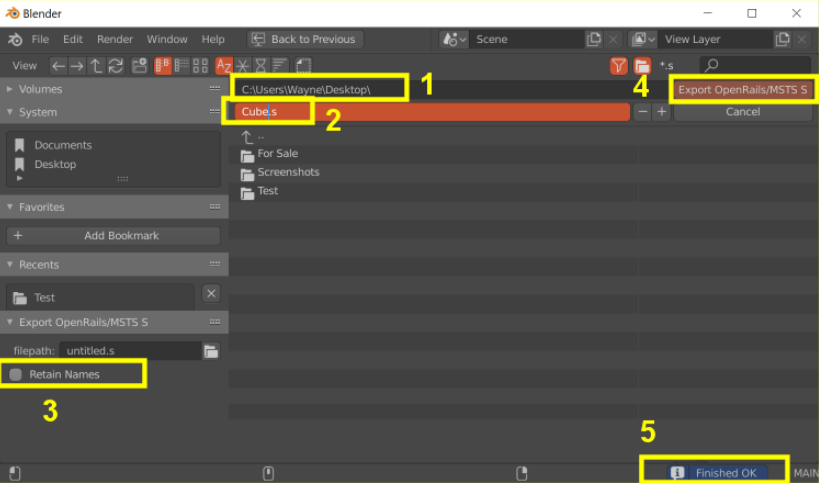 Blender
File Edit Render Window Help Back to Previous Scene View Layer
View *.s
Volumes
C:\Users\Wayne\Desktop\
1
4
Export OpenRails/MSTS S
System
Cube.s
2
Cancel
..
Documents
Desktop
For Sale
Screenshots
Test
Favorites
Add Bookmark
Recents
Test
Export OpenRails/MSTS S
filepath: untitled.s
Retain Names
3
5
Finished OK
MAIN